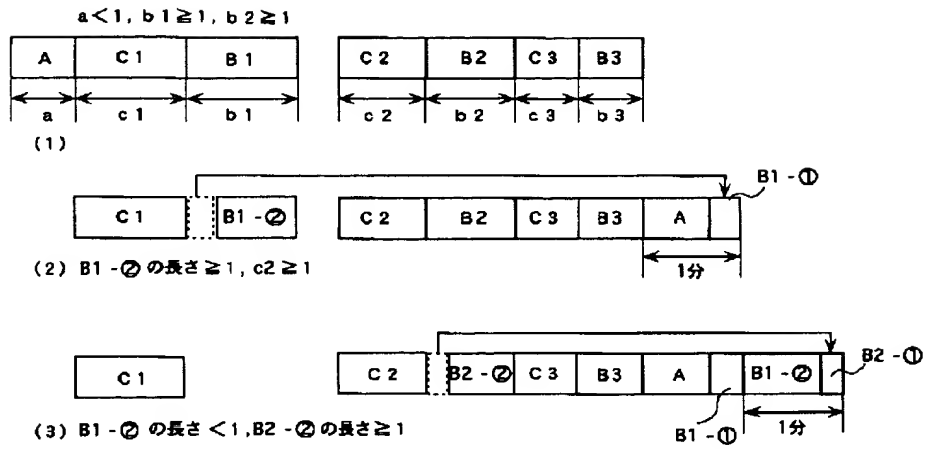 a<1, b1≧1, b2≧1
A C1 B1 C2 B2 C3 B3
a c1 b1 c2 b2 c3 b3
(1)
B1-①
C1 B1-② C2 B2 C3 B3 A
(2) B1-②の長さ≧1, c2≧1
1分
B2-①
C1 C2 B2-② C3 B3 A B1-②
(3) B1-②の長さ<1, B2-②の長さ≧1
B1-①
1分